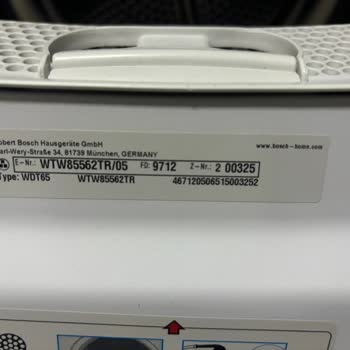 obert Bosch Hausgeräte GmbH
arl-Wery-Straße 34, 81739 München, GERMANY
www.bosch-home.com
E-Nr.: WTW85562TR/05 FD: 9712 Z-Nr.: 2 00325
Type: WDT65 WTW85562TR 467120506515003252